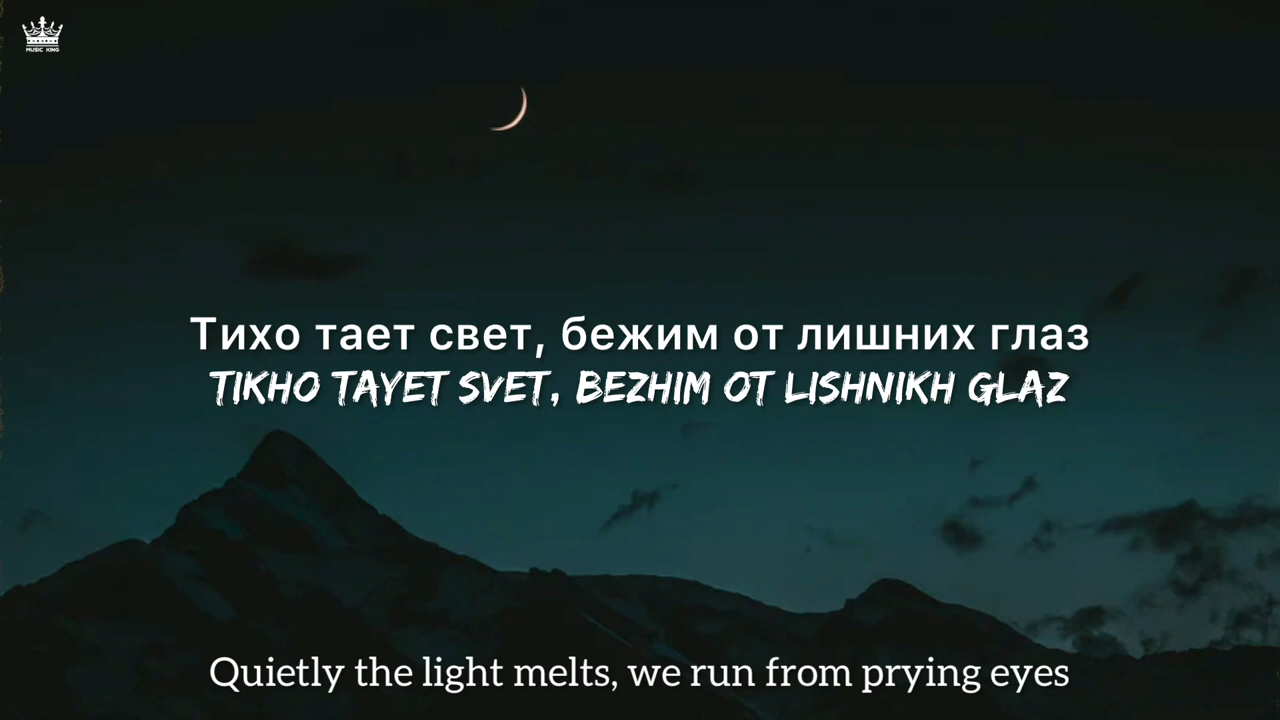 MUSIC KING
Тихо тает свет, бежим от лишних глаз
TIKHO TAYET SVET, BEZHIM OT LISHNIKH GLAZ
Quietly the light melts, we run from prying eyes